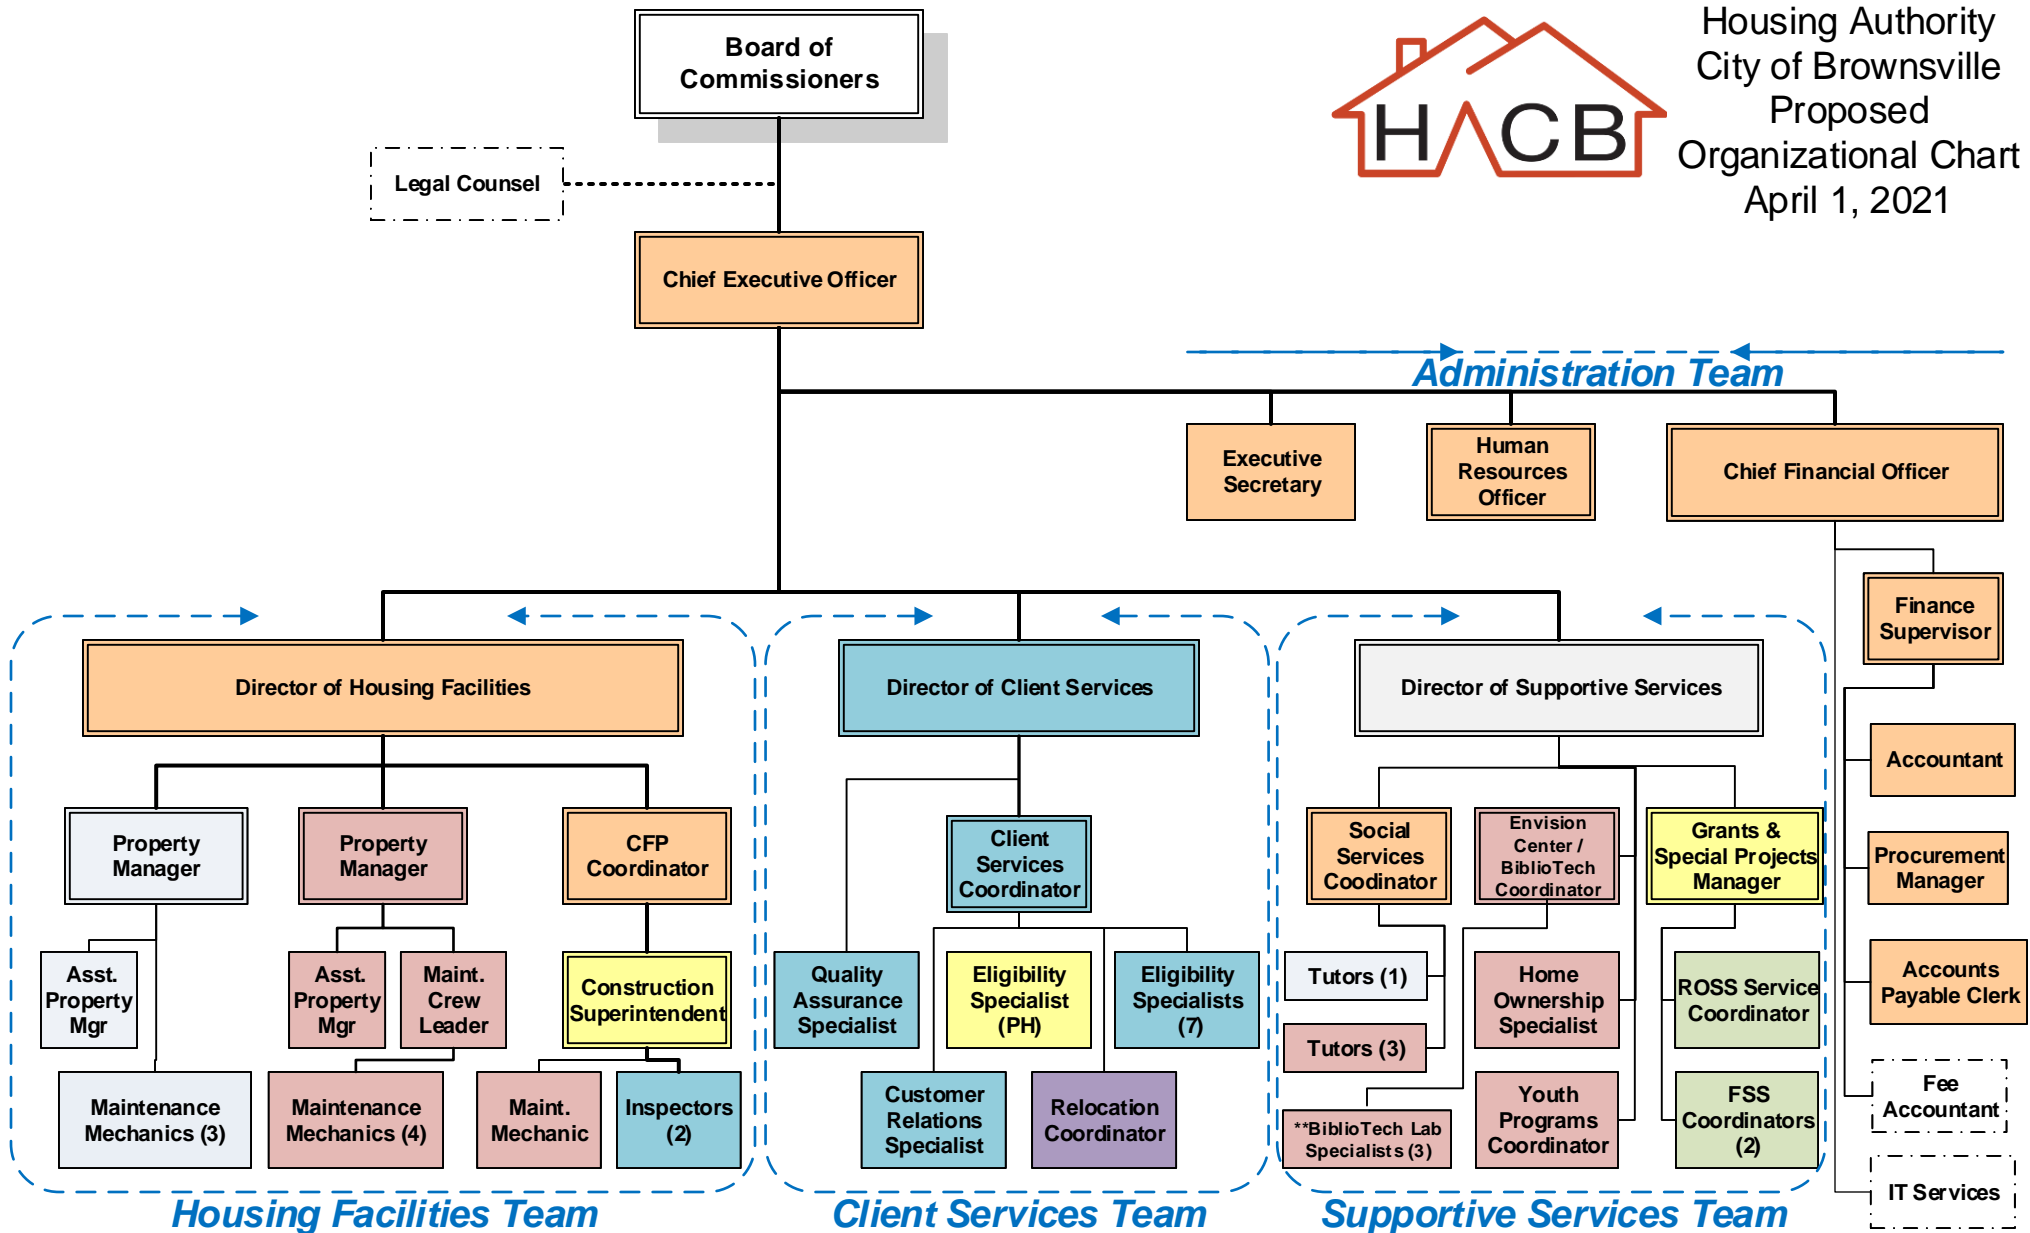 Housing Authority
City of Brownsville
Proposed
Organizational Chart
April 1, 2021
HACB
Board of
Commissioners
Legal Counsel
Chief Executive Officer
Administration Team
Executive
Secretary
Human
Resources
Officer
Chief Financial Officer
Finance
Supervisor
Accountant
Procurement
Manager
Accounts
Payable Clerk
Fee
Accountant
IT Services
Director of Housing Facilities
Property
Manager
Property
Manager
CFP
Coordinator
Asst.
Property
Mgr
Asst.
Property
Mgr
Maint.
Crew
Leader
Construction
Superintendent
Maintenance
Mechanics (3)
Maintenance
Mechanics (4)
Maint.
Mechanic
Inspectors
(2)
Housing Facilities Team
Director of Client Services
Client
Services
Coordinator
Quality
Assurance
Specialist
Eligibility
Specialist
(PH)
Eligibility
Specialists
(7)
Customer
Relations
Specialist
Relocation
Coordinator
Client Services Team
Director of Supportive Services
Social
Services
Coodinator
Envision
Center /
BiblioTech
Coordinator
Grants &
Special Projects
Manager
Tutors (1)
Tutors (3)
Home
Ownership
Specialist
ROSS Service
Coordinator
**BiblioTech Lab
Specialists (3)
Youth
Programs
Coordinator
FSS
Coordinators
(2)
Supportive Services Team